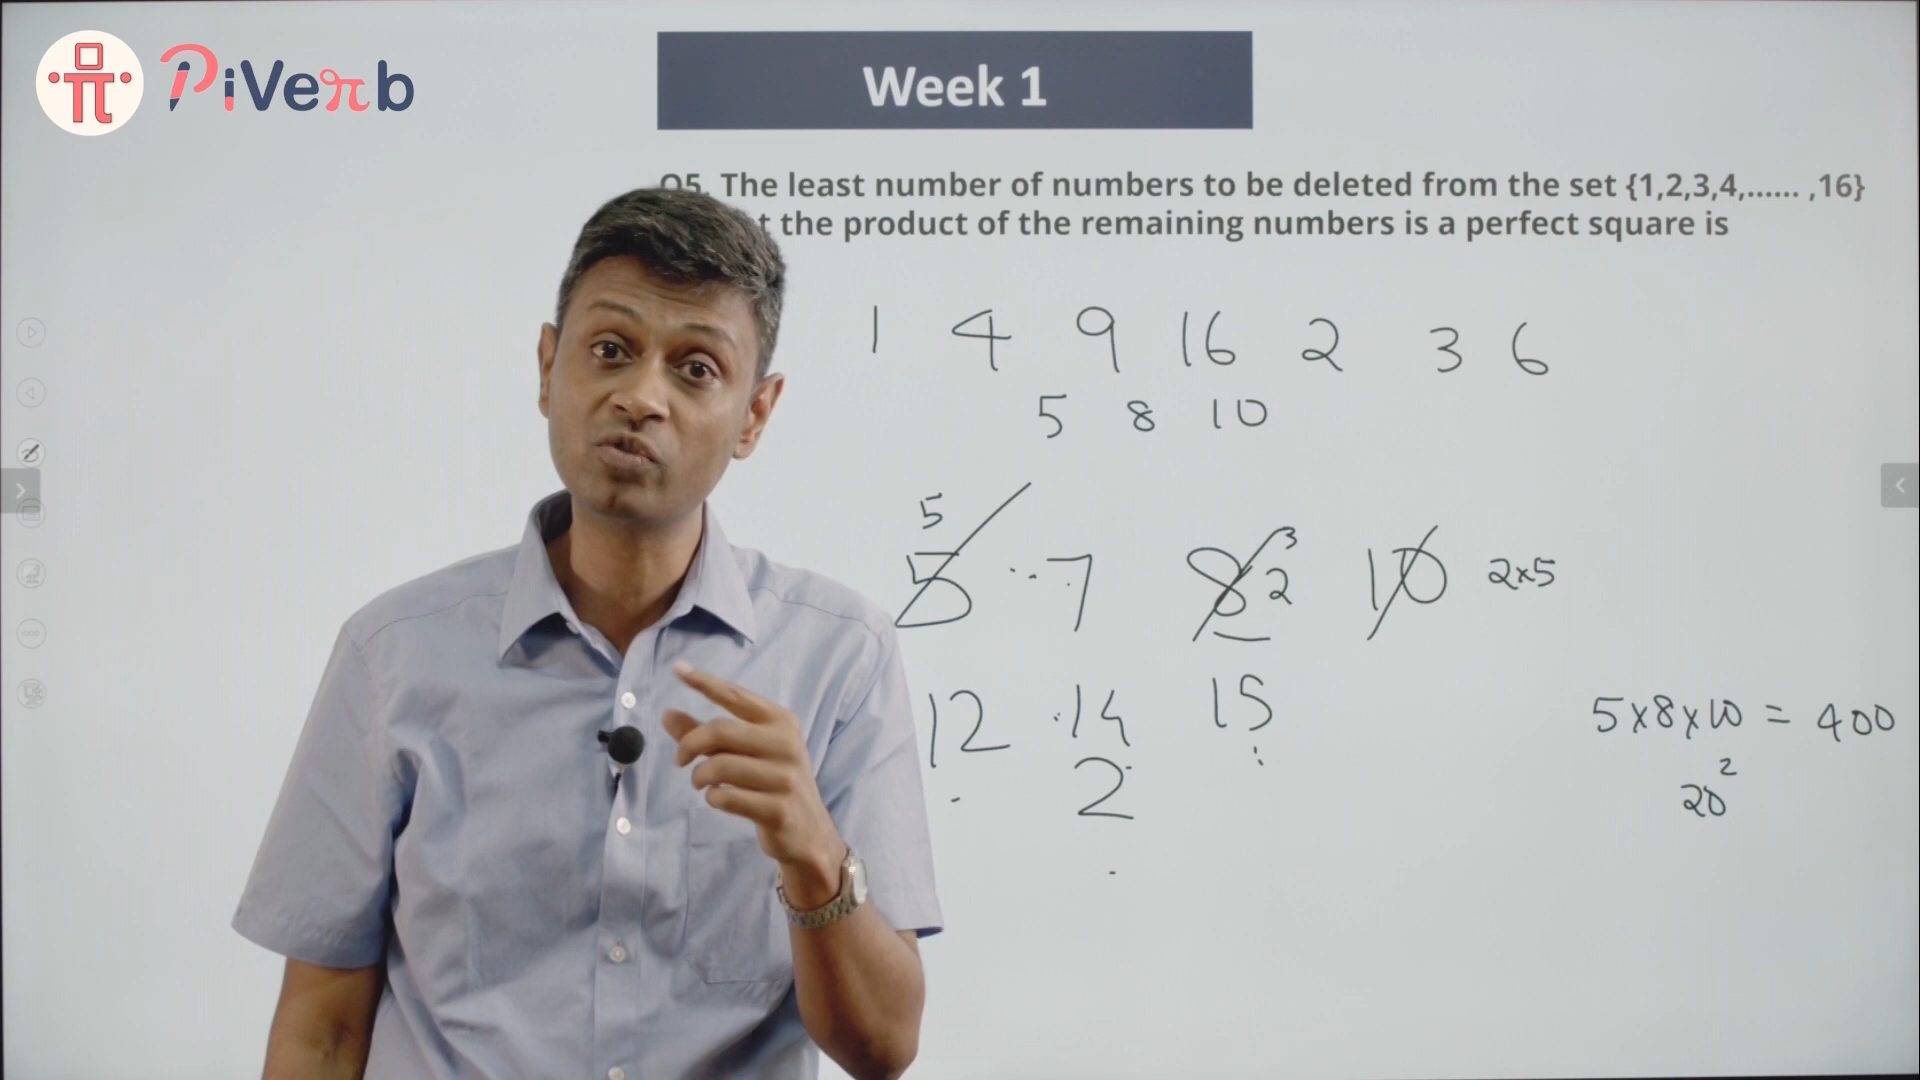 PiVerb
Week 1
Q5. The least number of numbers to be deleted from the set {1,2,3,4,...... ,16}
the product of the remaining numbers is a perfect square is
1 4 9 16 2 3 6
5 8 10
5
5 7 8 2 3 10 2x5
12 14 15
2
5x8x10 = 400
20 2